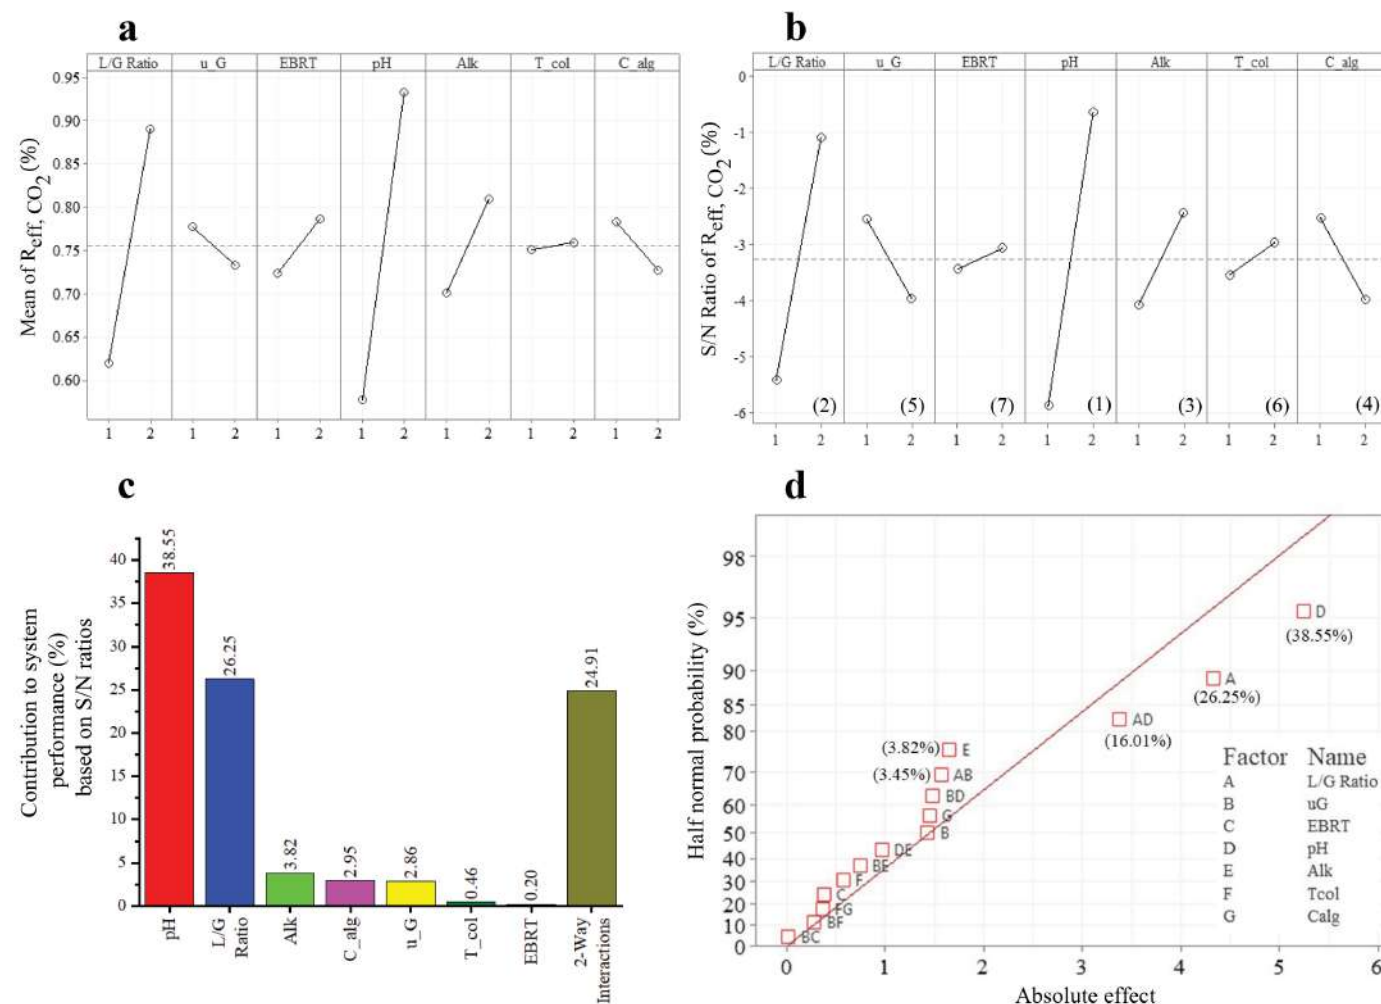 a
L/G Ratio u_G EBRT pH Alk T_col C_alg
Mean of Reff, CO2 (%)
0.95
0.90
0.85
0.80
0.75
0.70
0.65
0.60
1 2 1 2 1 2 1 2 1 2 1 2 1 2
b
L/G Ratio u_G EBRT pH Alk T_col C_alg
S/N Ratio of Reff, CO2 (%)
0
-1
-2
-3
-4
-5
-6
(2) (5) (7) (1) (3) (6) (4)
1 2 1 2 1 2 1 2 1 2 1 2 1 2
c
Contribution to system
performance (%)
based on S/N ratios
40
35
30
25
20
15
10
5
0
38.55
26.25
3.82
2.95
2.86
0.46
0.20
24.91
pH
L/G
Ratio
Alk
C_alg
u_G
T_col
EBRT
2-Way
Interactions
d
Half normal probability (%)
98
95
90
85
80
70
60
50
40
30
20
10
0
D
(38.55%)
A
(26.25%)
AD
(16.01%)
(3.82%) E
(3.45%) AB
BD
G
B
DE
BE
F
C
FG
BF
BC
Factor Name
A L/G Ratio
B uG
C EBRT
D pH
E Alk
F Tcol
G Calg
0 1 2 3 4 5 6
Absolute effect